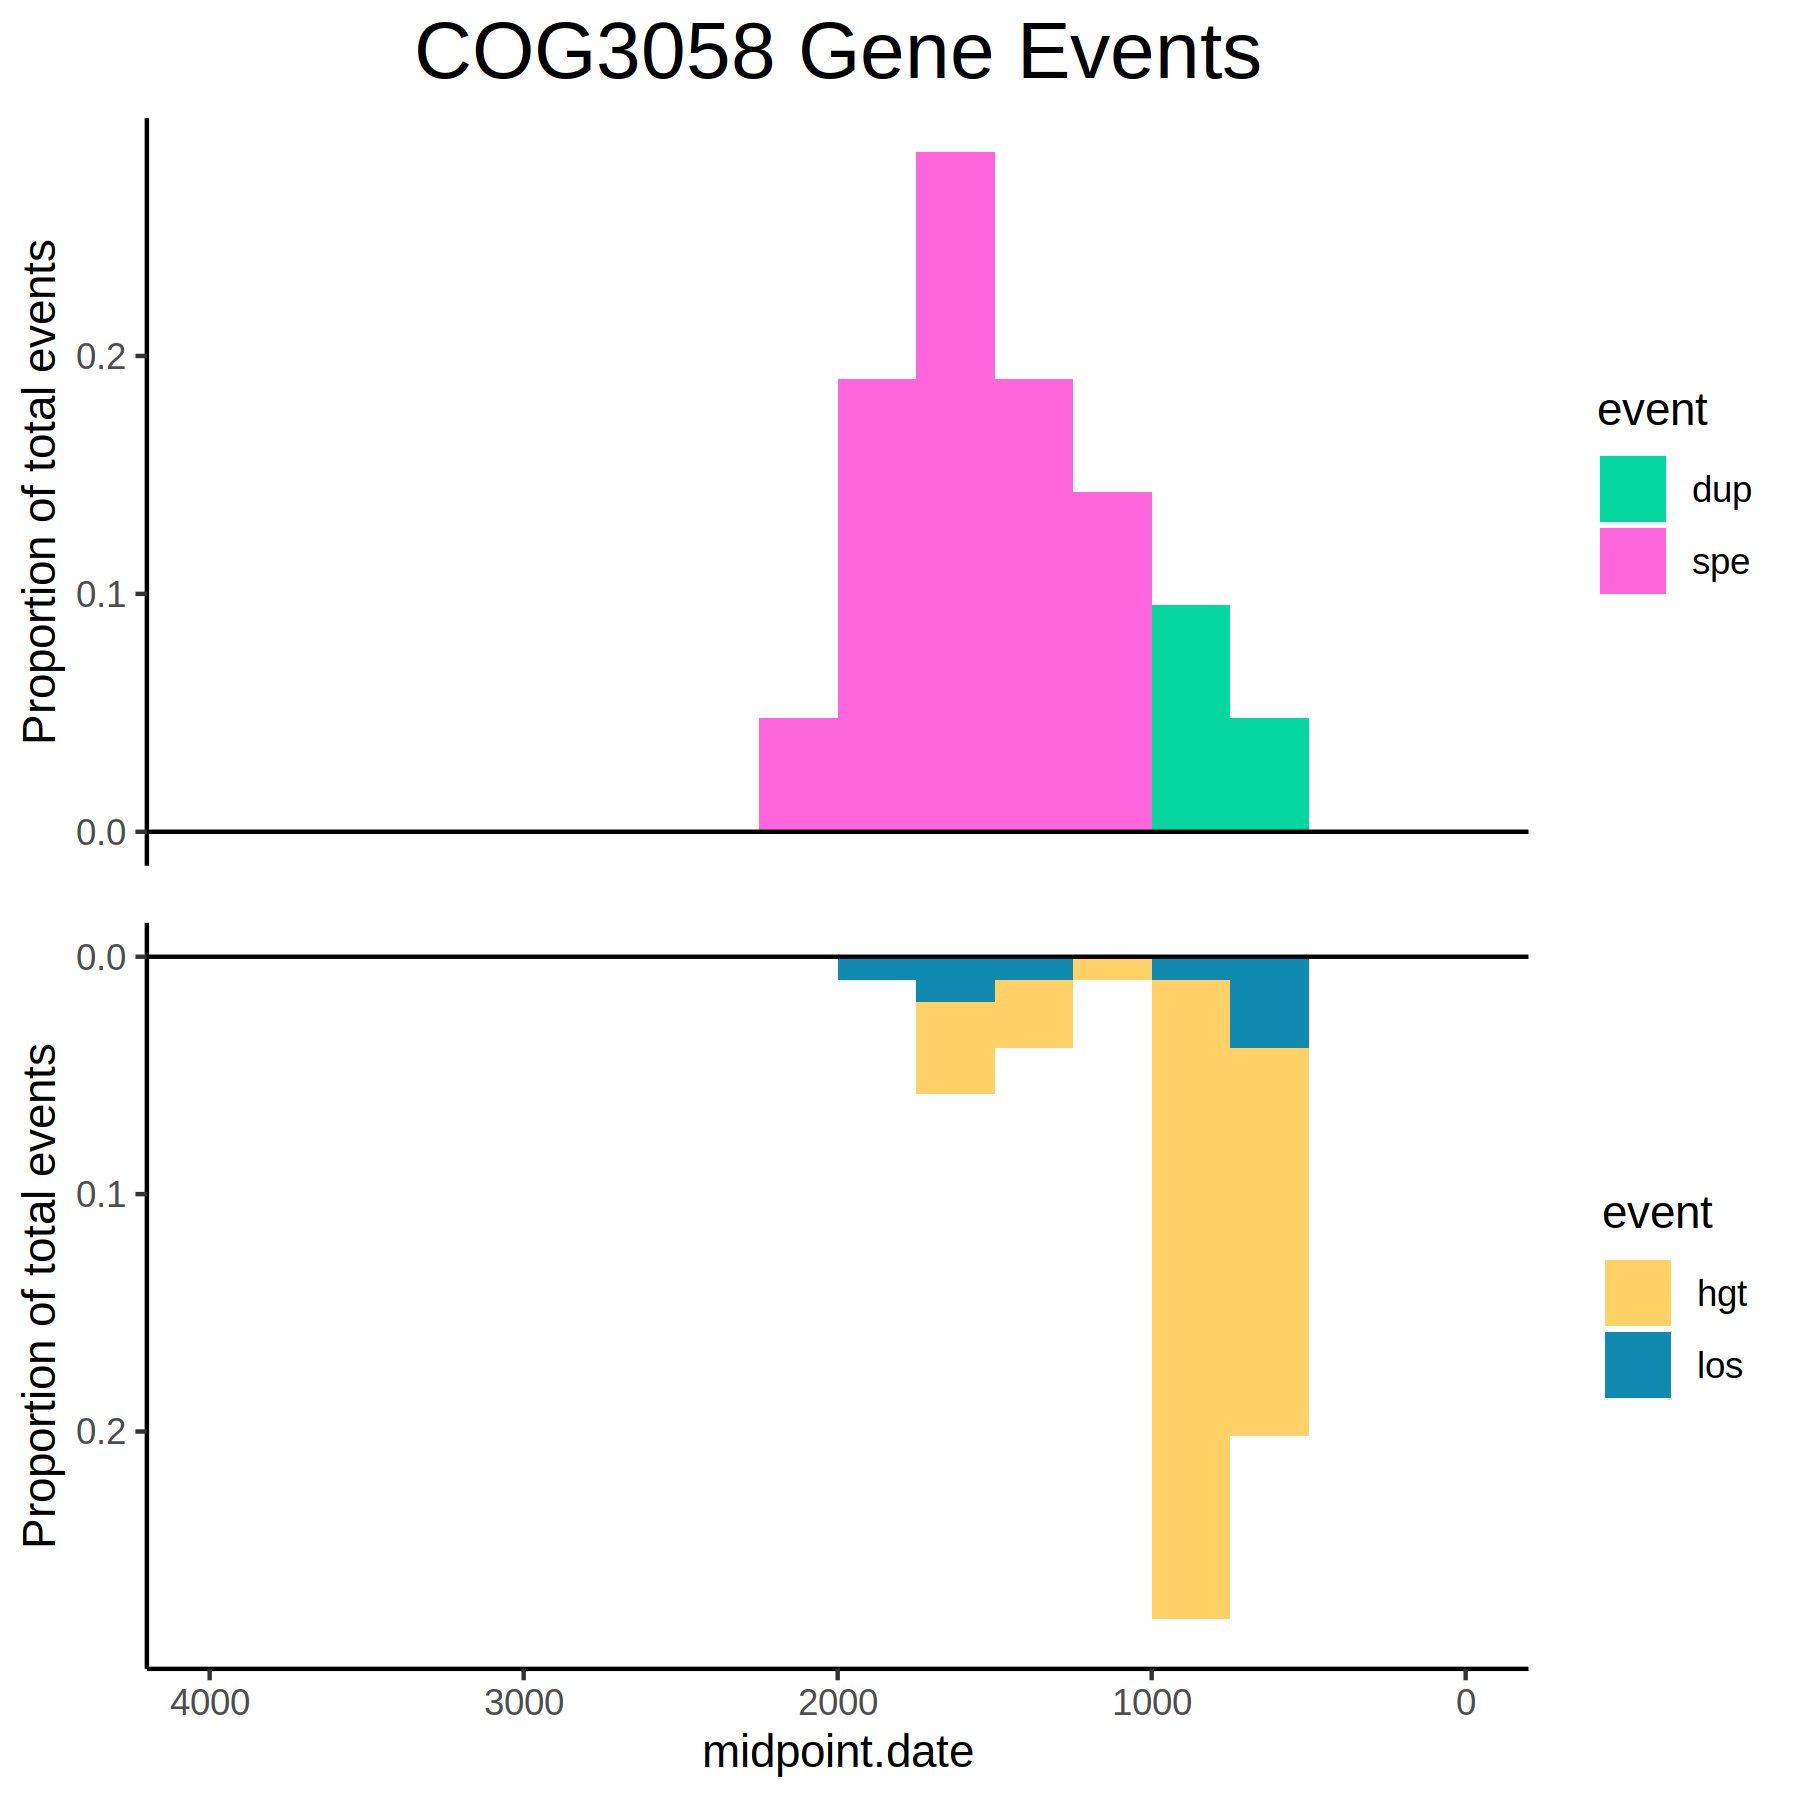 COG3058 Gene Events
Proportion of total events
0.2
0.1
0.0
event
dup
spe
Proportion of total events
0.0
0.1
0.2
event
hgt
los
4000 3000 2000 1000 0
midpoint.date